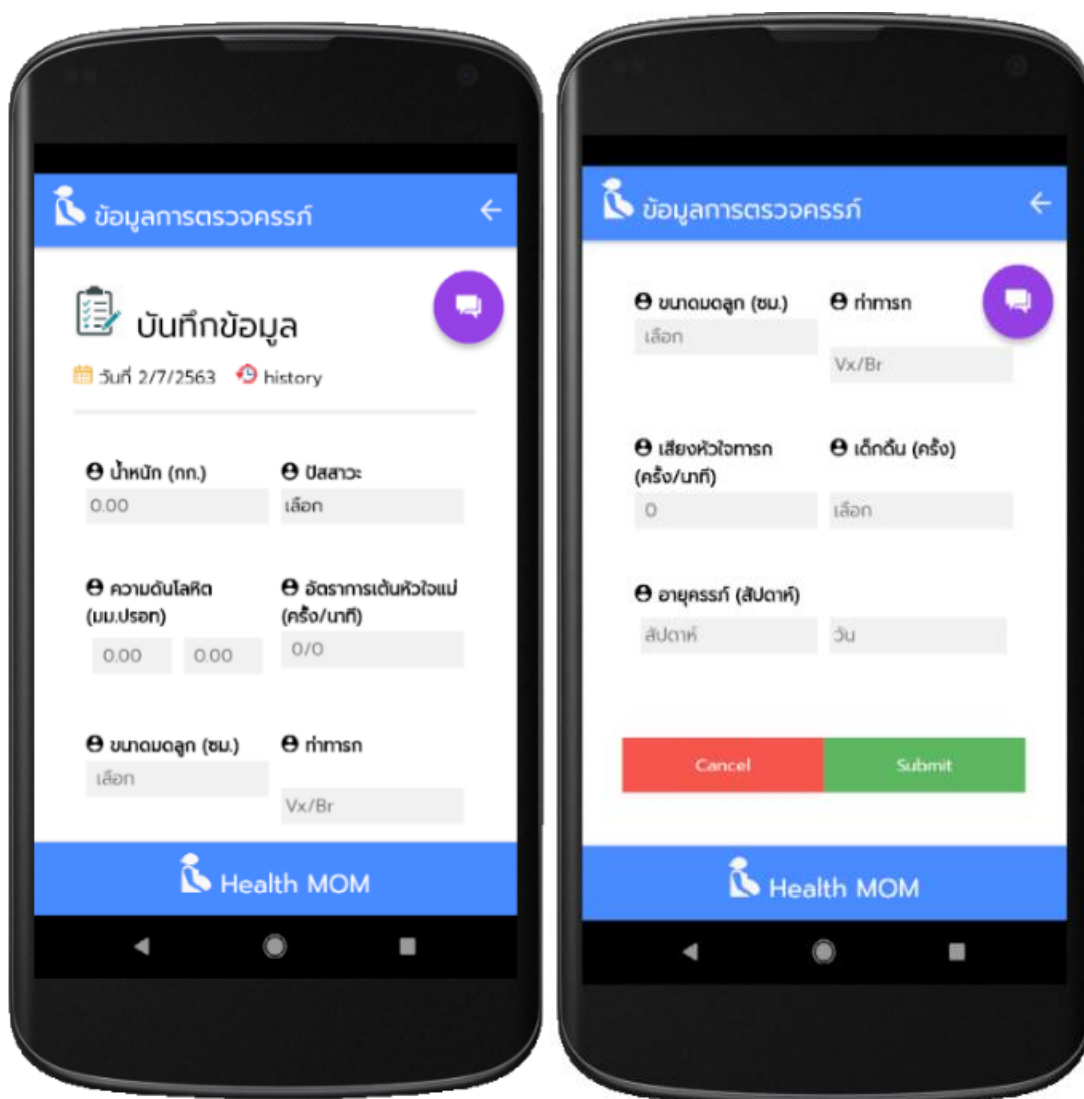 ข้อมูลการตรวจครรภ์
บันทึกข้อมูล
วันที่ 2/7/2563 history
น้ำหนัก (กก.) ปัสสาวะ
0.00 เลือก
ความดันโลหิต (มม.ปรอท) อัตราการเต้นหัวใจแม่ (ครั้ง/นาที)
0.00 0.00 0/0
ขนาดมดลูก (ซม.) ท่าทารก
เลือก
Vx/Br
Health MOM
ข้อมูลการตรวจครรภ์
ขนาดมดลูก (ซม.) ท่าทารก
เลือก
Vx/Br
เสียงหัวใจทารก (ครั้ง/นาที) เด็กดิ้น (ครั้ง)
0 เลือก
อายุครรภ์ (สัปดาห์)
สัปดาห์ วัน
Cancel Submit
Health MOM